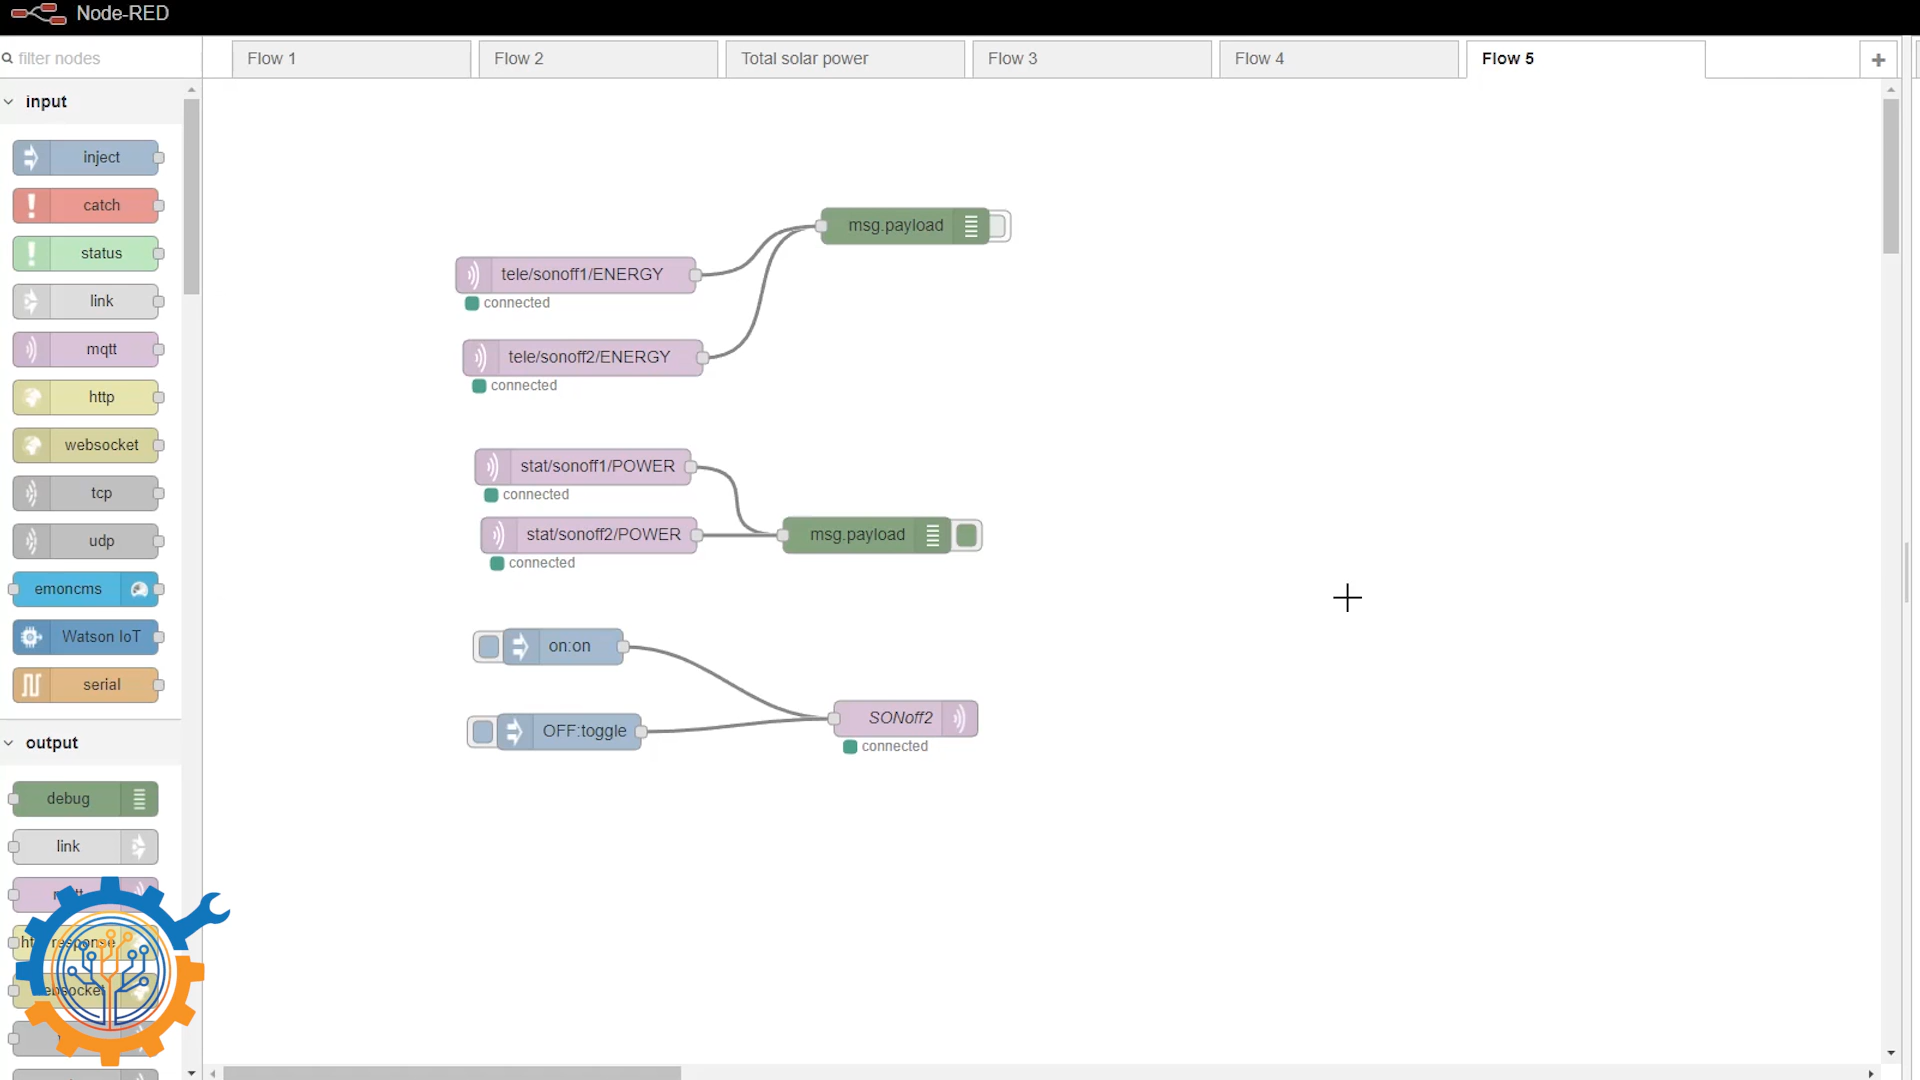 Node-RED
filter nodes
Flow 1
Flow 2
Total solar power
Flow 3
Flow 4
Flow 5
+
input
inject
catch
status
link
mqtt
http
websocket
tcp
udp
emoncms
Watson IoT
serial
output
debug
link
response
msg.payload
tele/sonoff1/ENERGY
connected
tele/sonoff2/ENERGY
connected
stat/sonoff1/POWER
connected
stat/sonoff2/POWER
connected
msg.payload
on:on
OFF:toggle
SONoff2
connected